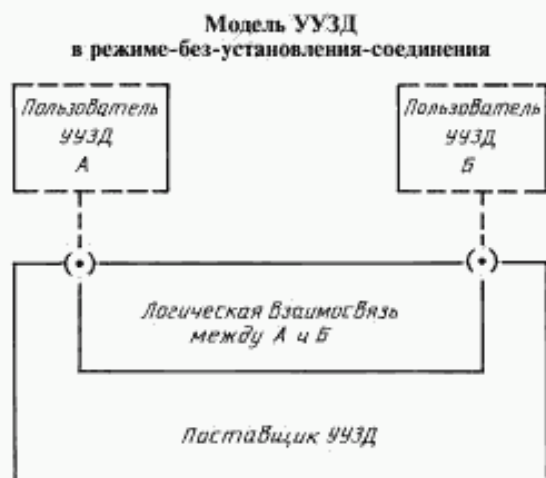 Модель УУЗД
в режиме-без-установления-соединения
Пользователь
УУЗД
А
Пользователь
УУЗД
Б
Логическая взаимосвязь
между А и Б
Поставщик УУЗД